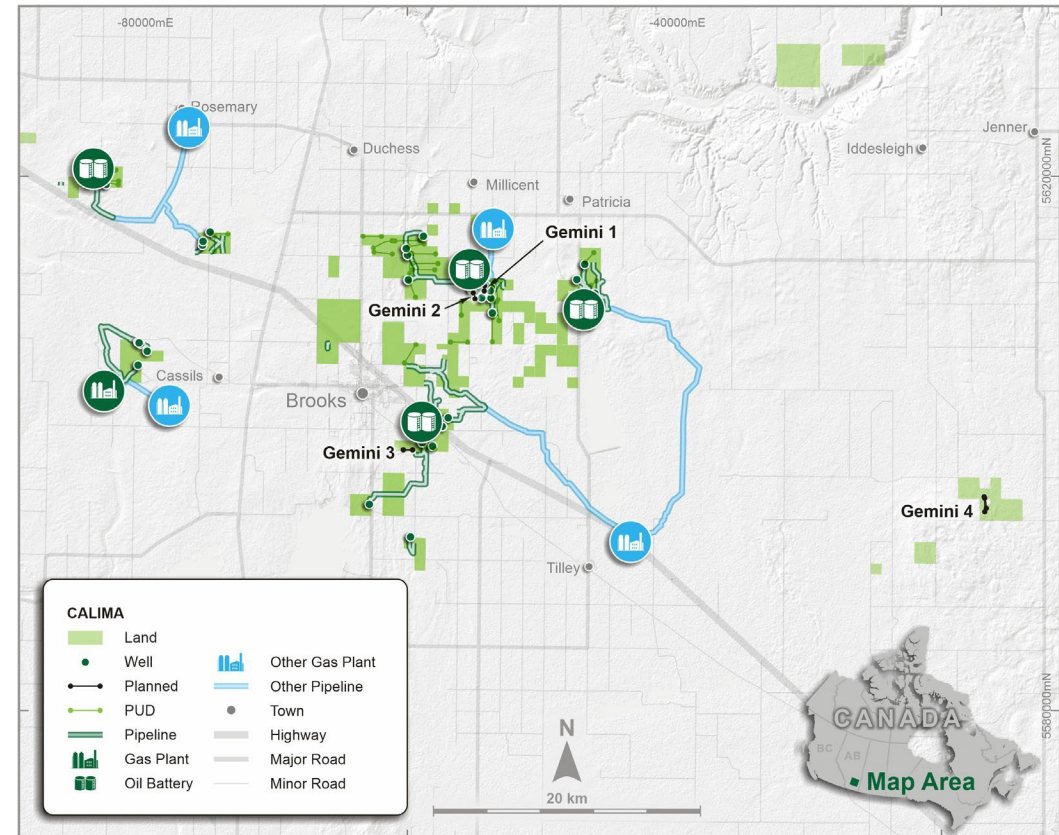 -80000mE
-40000mE
Rosemary
Duchess
Jenner
Iddesleigh
Millicent
Patricia
5620000mN
Gemini 1
Gemini 2
Cassils
Brooks
Gemini 3
Gemini 4
Tilley
CALIMA
Land
Well
Planned
PUD
Pipeline
Gas Plant
Oil Battery
Other Gas Plant
Other Pipeline
Town
Highway
Major Road
Minor Road
N
20 km
5580000mN
CANADA
BC
AB
Map Area